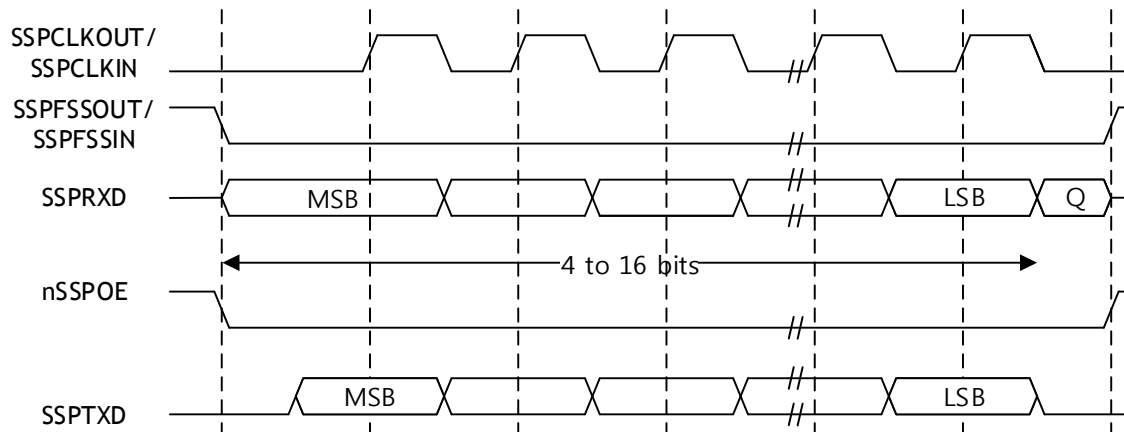 SSPCLKOUT/
SSPCLKIN
SSPFSSOUT/
SSPFSSIN
SSPRXD
MSB
LSB
Q
4 to 16 bits
nSSPOE
SSPTXD
MSB
LSB